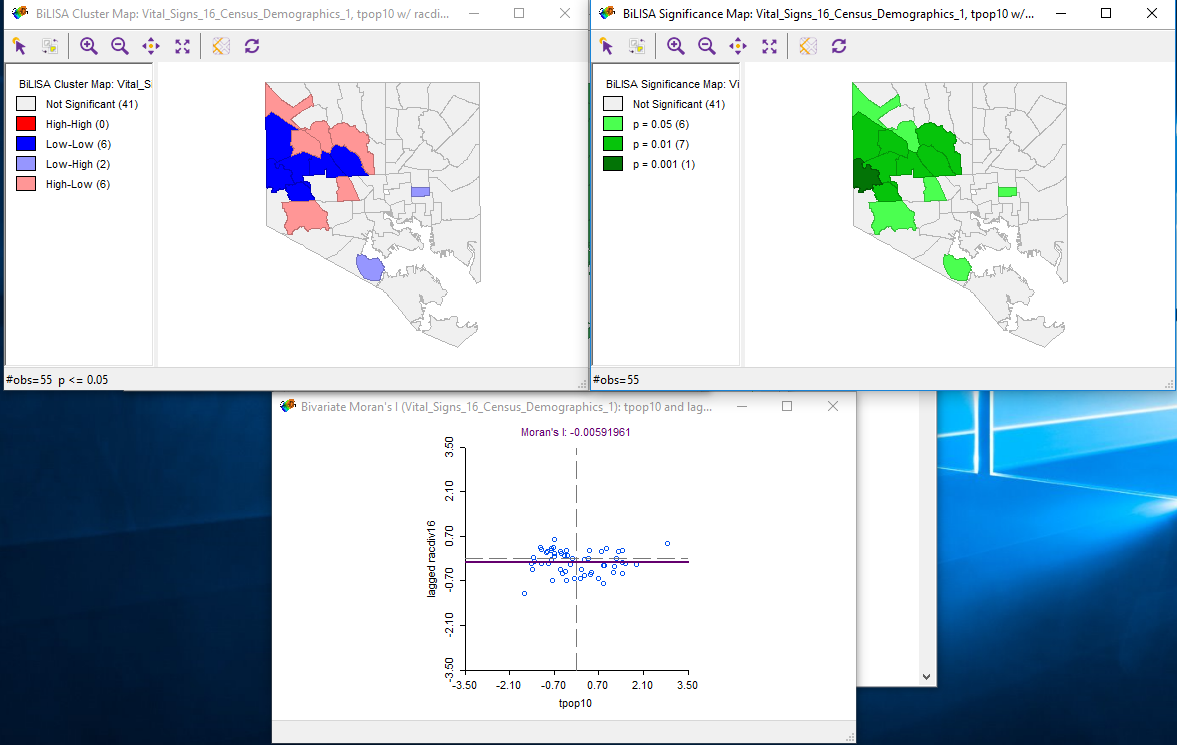 BiLISA Cluster Map: Vital_Signs_16_Census_Demographics_1, tpop10 w/ racdi...
BiLISA Cluster Map: Vital_S
Not Significant (41)
High-High (0)
Low-Low (6)
Low-High (2)
High-Low (6)
#obs=55 p <= 0.05
BiLISA Significance Map: Vital_Signs_16_Census_Demographics_1, tpop10 w/...
BiLISA Significance Map: Vi
Not Significant (41)
p = 0.05 (6)
p = 0.01 (7)
p = 0.001 (1)
#obs=55
Bivariate Moran's I (Vital_Signs_16_Census_Demographics_1): tpop10 and lag...
Moran's I: -0.00591961
3.50
2.10
0.70
-0.70
-2.10
-3.50
lagged racdiv16
-3.50 -2.10 -0.70 0.70 2.10 3.50
tpop10